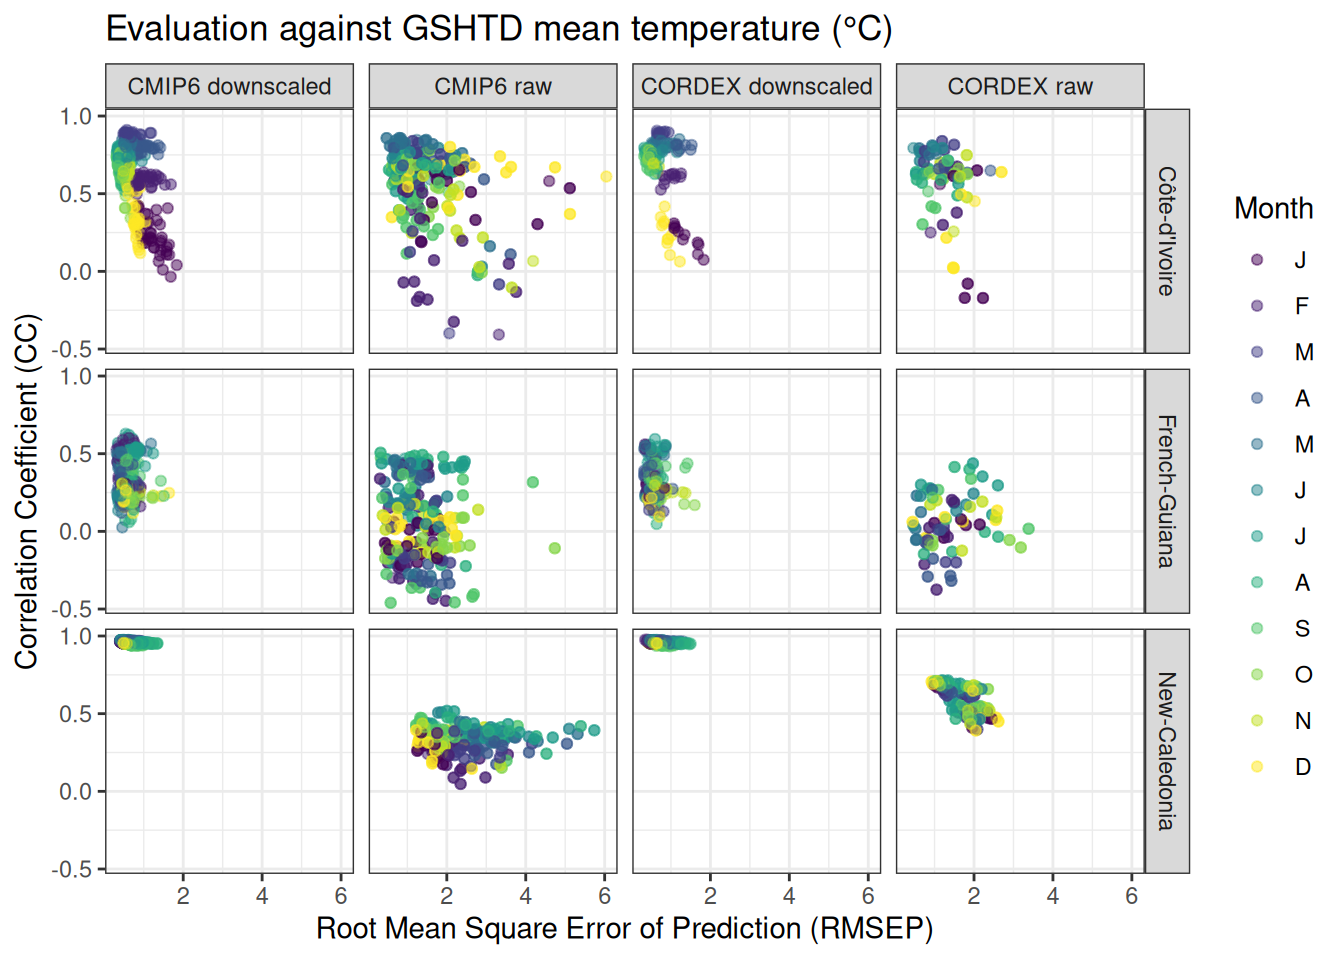 Evaluation against GSHTD mean temperature (°C)
CMIP6 downscaled
CMIP6 raw
CORDEX downscaled
CORDEX raw
1.0
0.5
0.0
-0.5
Côte-d'Ivoire
1.0
0.5
0.0
-0.5
French-Guiana
1.0
0.5
0.0
-0.5
New-Caledonia
2 4 6
2 4 6
2 4 6
2 4 6
Root Mean Square Error of Prediction (RMSEP)
Correlation Coefficient (CC)
Month
J
F
M
A
M
J
J
A
S
O
N
D